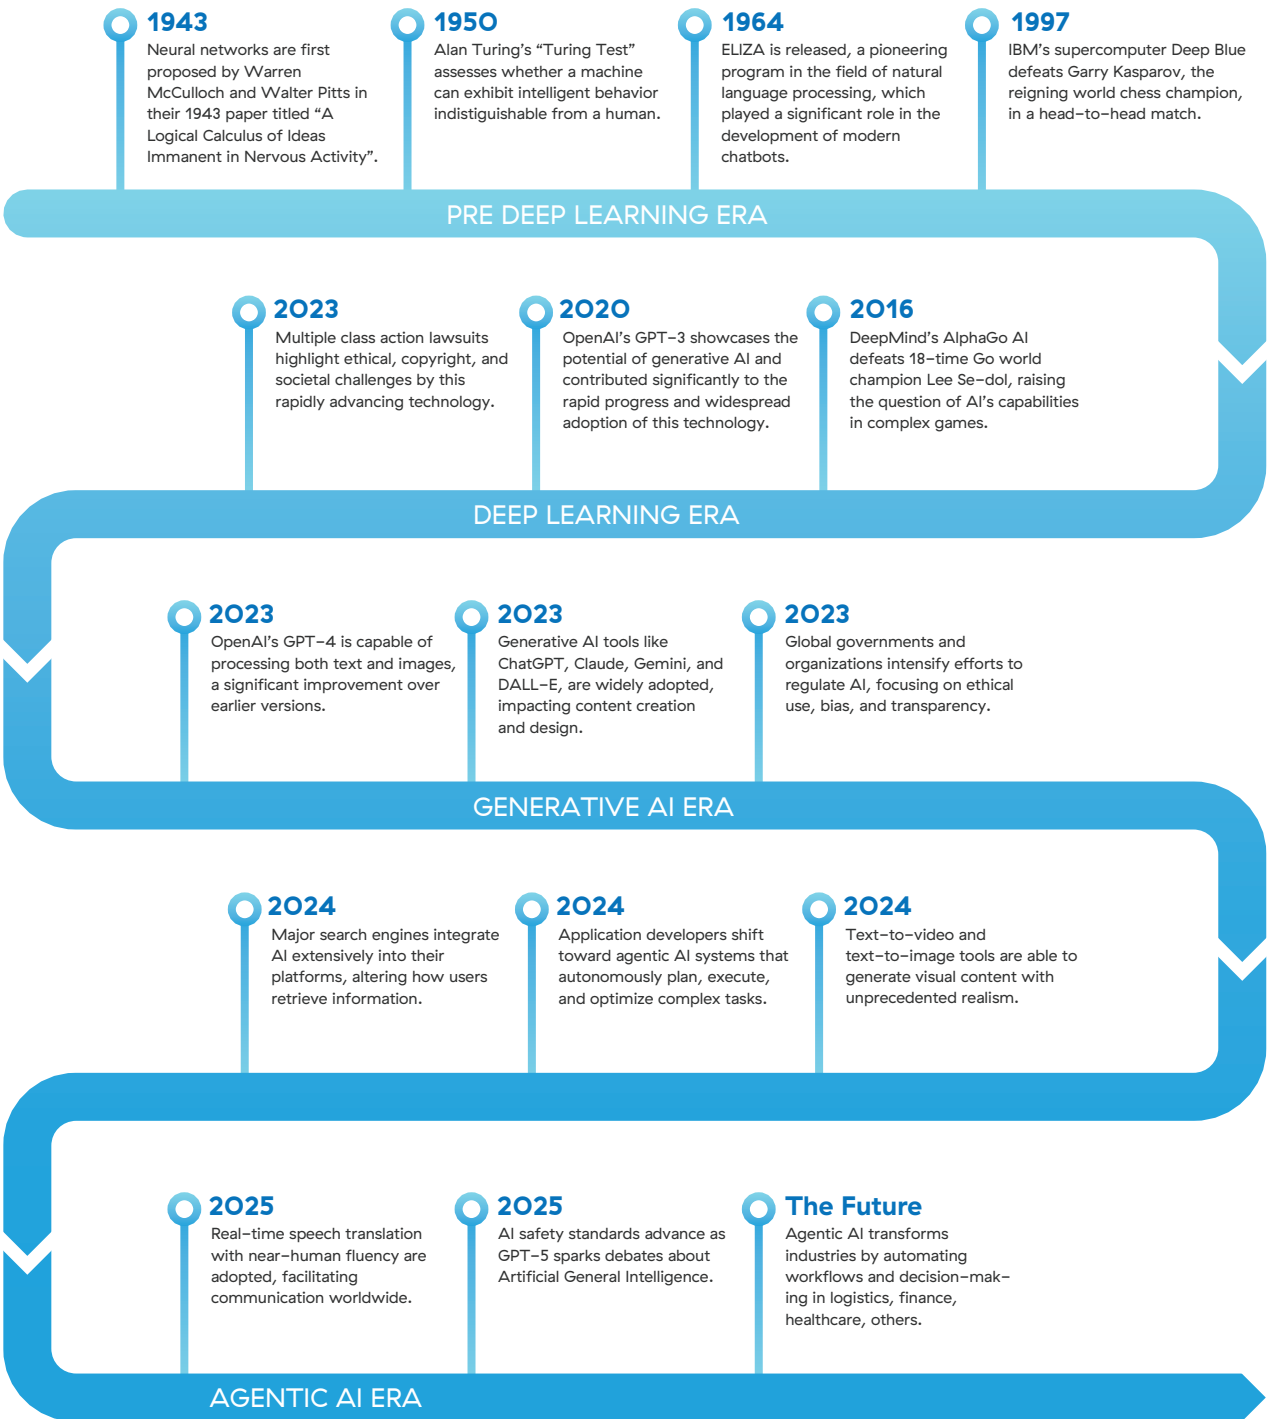 1943
Neural networks are first
proposed by Warren
McCulloch and Walter Pitts in
their 1943 paper titled “A
Logical Calculus of Ideas
Immanent in Nervous Activity”.
1950
Alan Turing’s “Turing Test”
assesses whether a machine
can exhibit intelligent behavior
indistiguishable from a human.
1964
ELIZA is released, a pioneering
program in the field of natural
language processing, which
played a significant role in the
development of modern
chatbots.
1997
IBM’s supercomputer Deep Blue
defeats Garry Kasparov, the
reigning world chess champion,
in a head-to-head match.
PRE DEEP LEARNING ERA
2023
Multiple class action lawsuits
highlight ethical, copyright, and
societal challenges by this
rapidly advancing technology.
2020
OpenAI’s GPT-3 showcases the
potential of generative AI and
contributed significantly to the
rapid progress and widespread
adoption of this technology.
2016
DeepMind’s AlphaGo AI
defeats 18-time Go world
champion Lee Se-dol, raising
the question of AI’s capabilities
in complex games.
DEEP LEARNING ERA
2023
OpenAI’s GPT-4 is capable of
processing both text and images,
a significant improvement over
earlier versions.
2023
Generative AI tools like
ChatGPT, Claude, Gemini, and
DALL-E, are widely adopted,
impacting content creation
and design.
2023
Global governments and
organizations intensify efforts to
regulate AI, focusing on ethical
use, bias, and transparency.
GENERATIVE AI ERA
2024
Major search engines integrate
AI extensively into their
platforms, altering how users
retrieve information.
2024
Application developers shift
toward agentic AI systems that
autonomously plan, execute,
and optimize complex tasks.
2024
Text-to-video and
text-to-image tools are able to
generate visual content with
unprecedented realism.
2025
Real-time speech translation
with near-human fluency are
adopted, facilitating
communication worldwide.
2025
AI safety standards advance as
GPT-5 sparks debates about
Artificial General Intelligence.
The Future
Agentic AI transforms
industries by automating
workflows and decision-mak-
ing in logistics, finance,
healthcare, others.
AGENTIC AI ERA